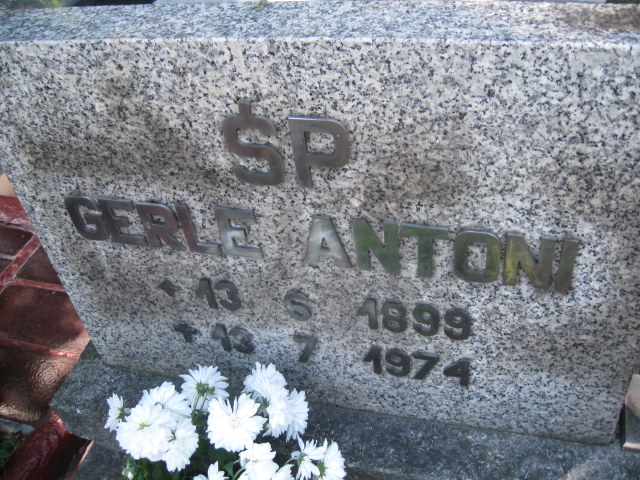 ŚP
GERLE ANTONI
* 13 6 1899
✝ 13 7 1974